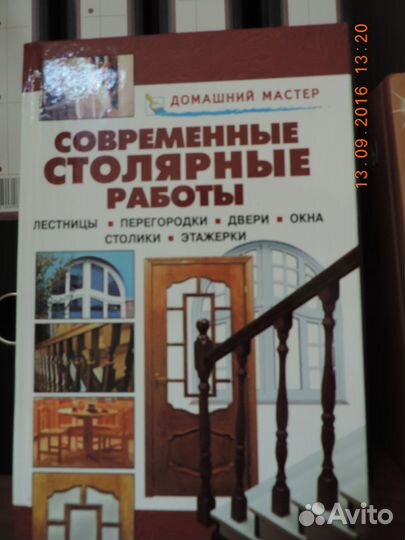 ДОМАШНИЙ МАСТЕР
СОВРЕМЕННЫЕ
СТОЛЯРНЫЕ
РАБОТЫ
ЛЕСТНИЦЫ ▪ ПЕРЕГОРОДКИ ▪ ДВЕРИ ▪ ОКНА
СТОЛИКИ ▪ ЭТАЖЕРКИ
13.09.2016 13:20
Avito